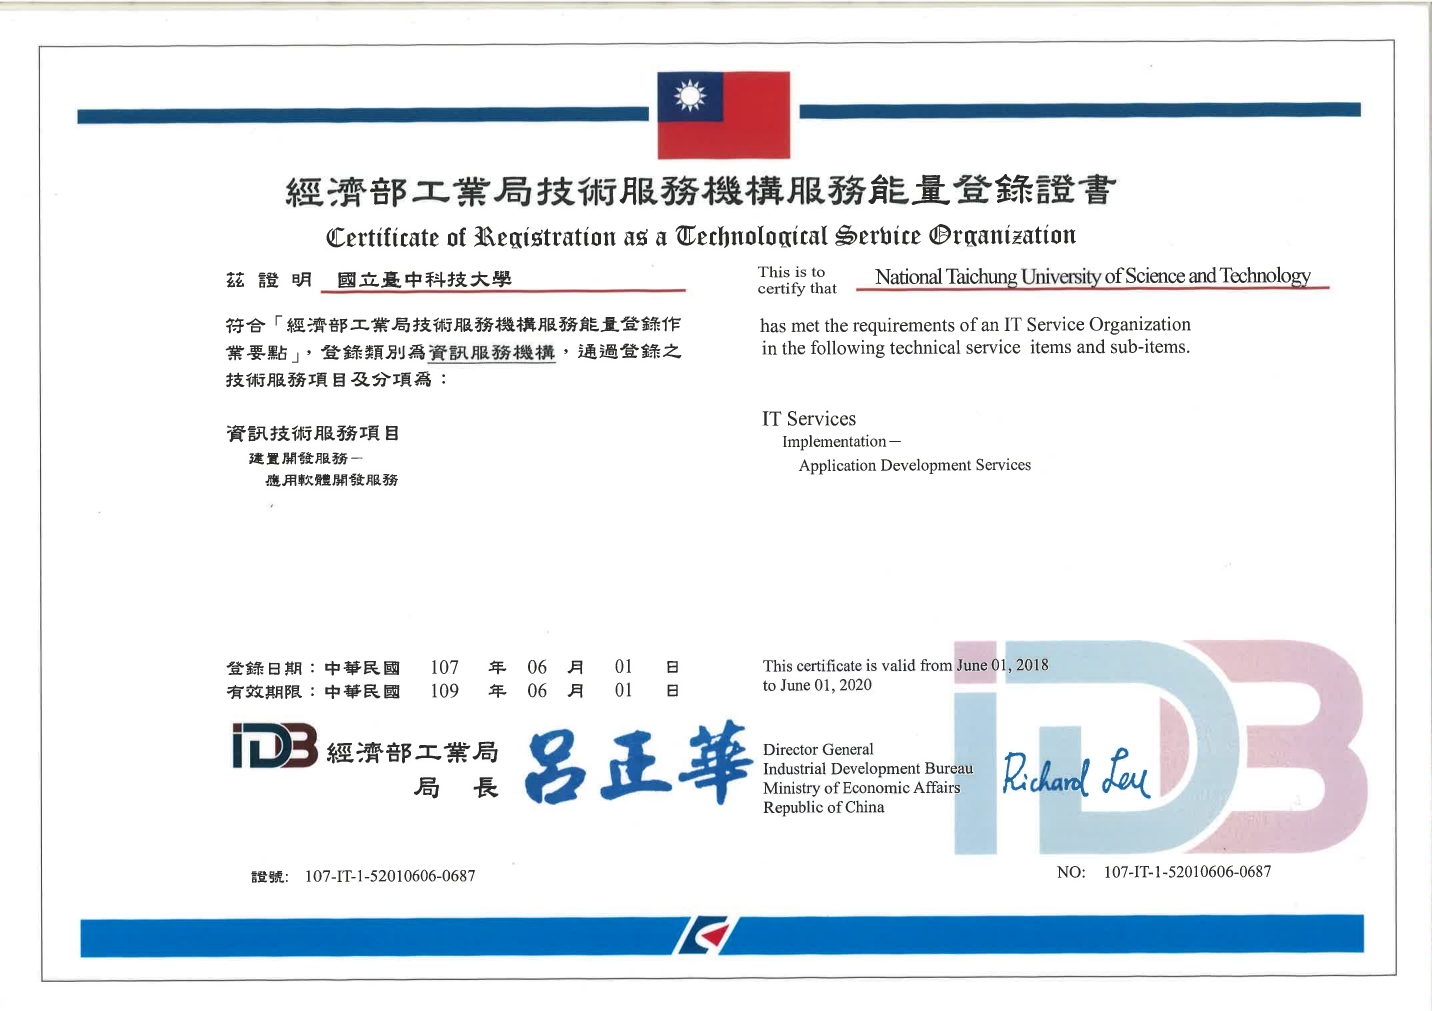 經濟部工業局技術服務機構服務能量登錄證書
Certificate of Registration as a Technological Service Organization
茲證明 國立臺中科技大學
符合「經濟部工業局技術服務機構服務能量登錄作
業要點」，登錄類別為資訊服務機構，通過登錄之
技術服務項目及分項為：
資訊技術服務項目
建置開發服務－
應用軟體開發服務
This is to
certify that
National Taichung University of Science and Technology
has met the requirements of an IT Service Organization
in the following technical service items and sub-items.
IT Services
Implementation－
Application Development Services
登錄日期：中華民國 107 年 06 月 01 日
有效期限：中華民國 109 年 06 月 01 日
This certificate is valid from June 01, 2018
to June 01, 2020
iDB 經濟部工業局
局 長
呂正華
Director General
Industrial Development Bureau
Ministry of Economic Affairs
Republic of China
Richard Leu
iDB
證號: 107-IT-1-52010606-0687
NO: 107-IT-1-52010606-0687